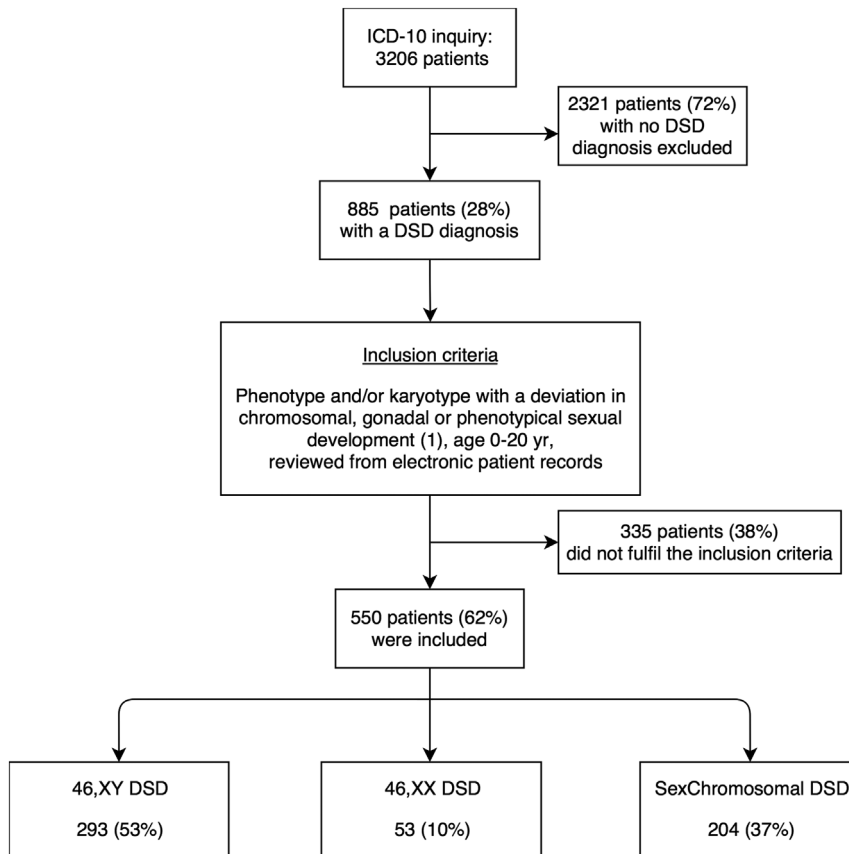 ICD-10 inquiry:
3206 patients
2321 patients (72%)
with no DSD
diagnosis excluded
885 patients (28%)
with a DSD diagnosis
Inclusion criteria
Phenotype and/or karyotype with a deviation in
chromosomal, gonadal or phenotypical sexual
development (1), age 0-20 yr,
reviewed from electronic patient records
335 patients (38%)
did not fulfil the inclusion criteria
550 patients (62%)
were included
46,XY DSD
293 (53%)
46,XX DSD
53 (10%)
SexChromosomal DSD
204 (37%)